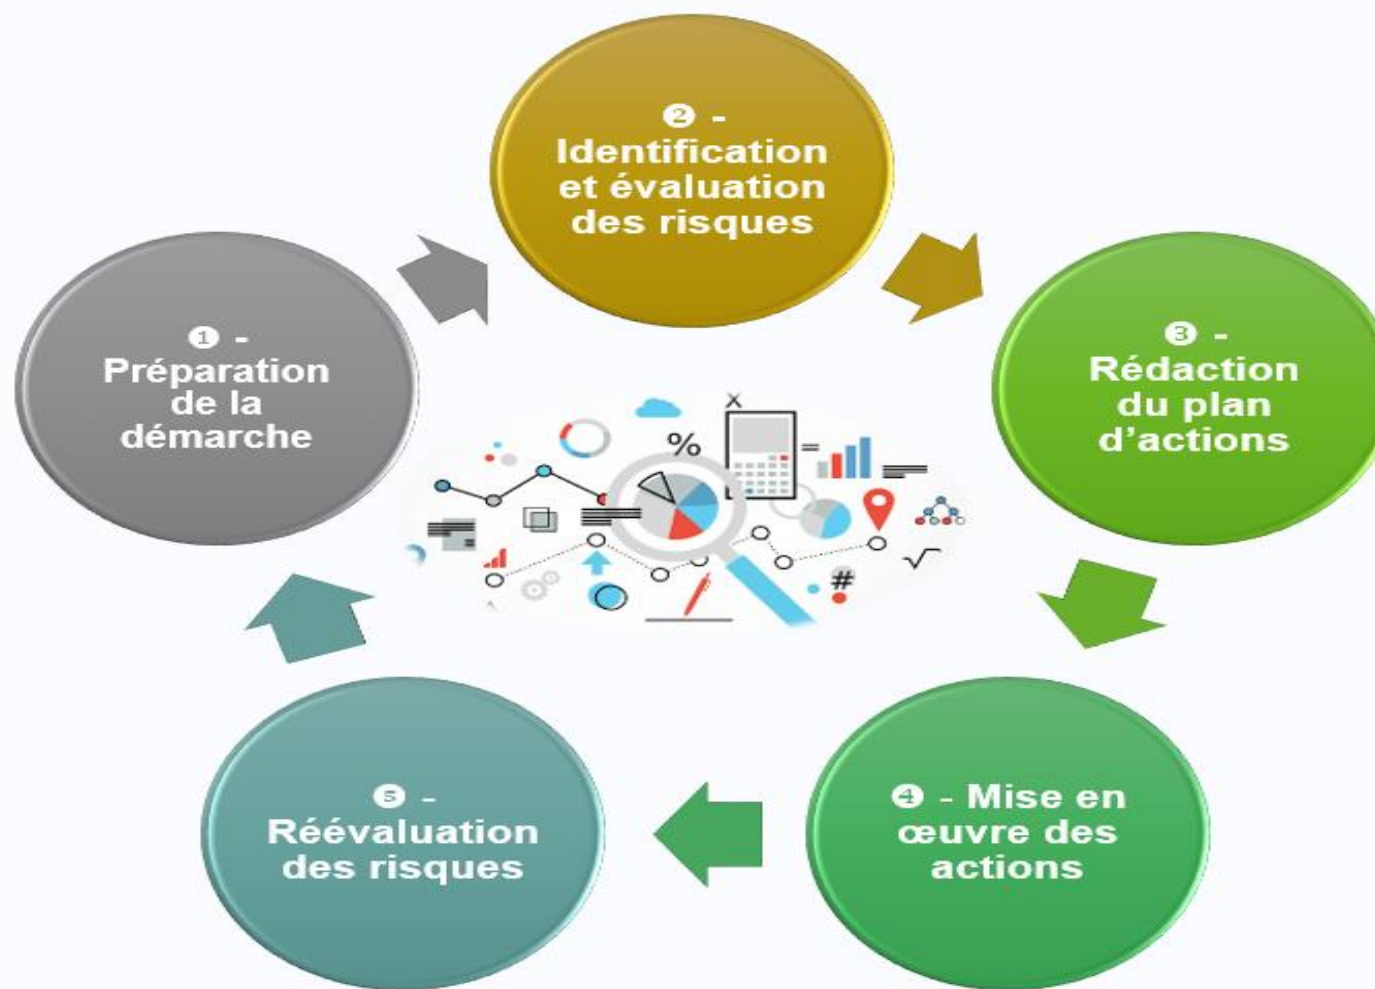 ❶ -
Préparation
de la
démarche
❷ -
Identification
et évaluation
des risques
❸ -
Rédaction
du plan
d’actions
❹ - Mise en
œuvre des
actions
❺ -
Réévaluation
des risques
X
%
=
#
√